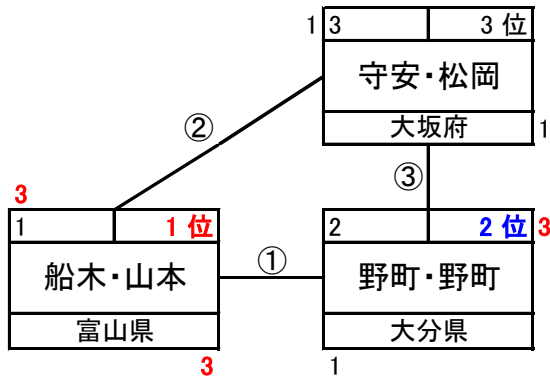 1 3 3 位
守安・松岡
大坂府 1
②
③
3
1 1 位
船木・山本
富山県
3
①
2 2 位 3
野町・野町
大分県
1